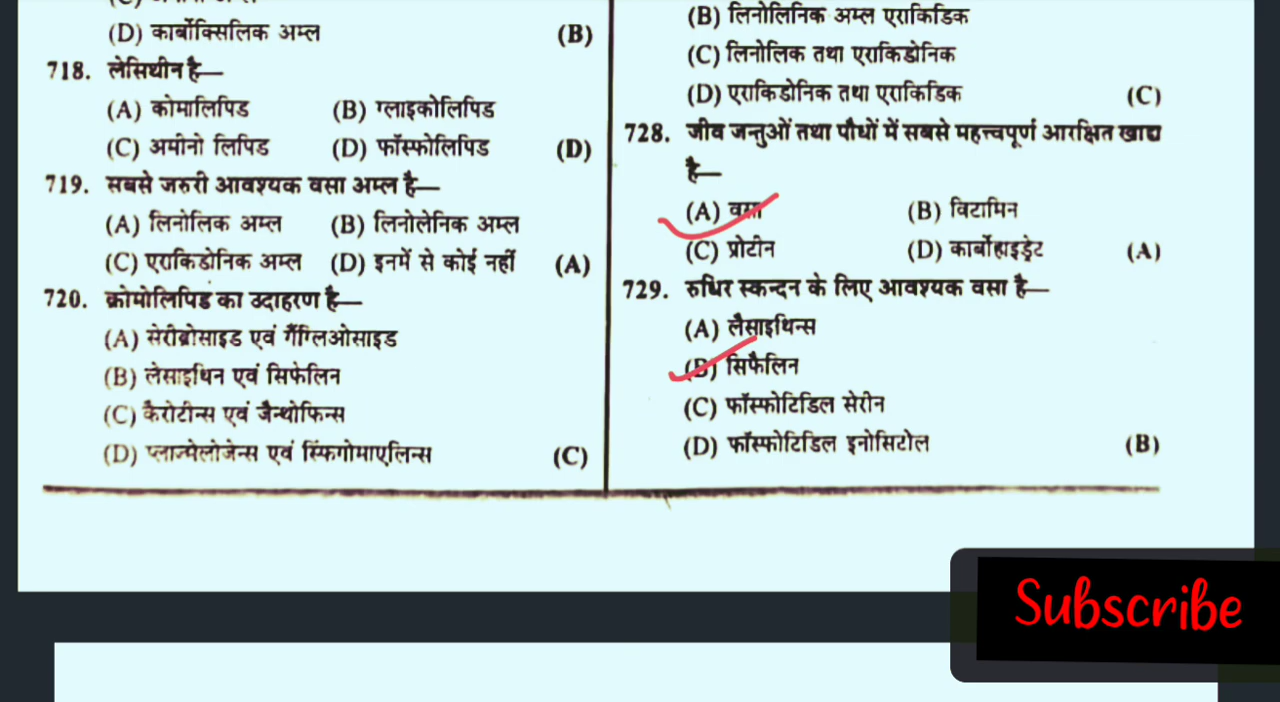 (D) कार्बोक्सिलिक अम्ल (B)
718. लेसिथीन है—
(A) कोमालिपिड (B) ग्लाइकोलिपिड
(C) अमीनो लिपिड (D) फॉस्फोलिपिड (D)
719. सबसे जरुरी आवश्यक वसा अम्ल है—
(A) लिनोलिक अम्ल (B) लिनोलेनिक अम्ल
(C) एराकिडोनिक अम्ल (D) इनमें से कोई नहीं (A)
720. क्रोमोलिपिड का उदाहरण है—
(A) सेरीब्रोसाइड एवं गैंग्लिओसाइड
(B) लेसाइथिन एवं सिफेलिन
(C) कैरोटीन्स एवं जैन्थोफिन्स
(D) प्लाज्मेलोजेन्स एवं स्फिंगोमाएलिन्स (C)
(B) लिनोलिनिक अम्ल एराकिडिक
(C) लिनोलिक तथा एराकिडोनिक
(D) एराकिडोनिक तथा एराकिडिक (C)
728. जीव जन्तुओं तथा पौधों में सबसे महत्त्वपूर्ण आरक्षित खाद्य
है—
(A) वसा (B) विटामिन
(C) प्रोटीन (D) कार्बोहाइड्रेट (A)
729. रुधिर स्कन्दन के लिए आवश्यक वसा है—
(A) लैसाइथिन्स
(B) सिफैलिन
(C) फॉस्फोटिडिल सेरीन
(D) फॉस्फोटिडिल इनोसिटोल (B)
Subscribe